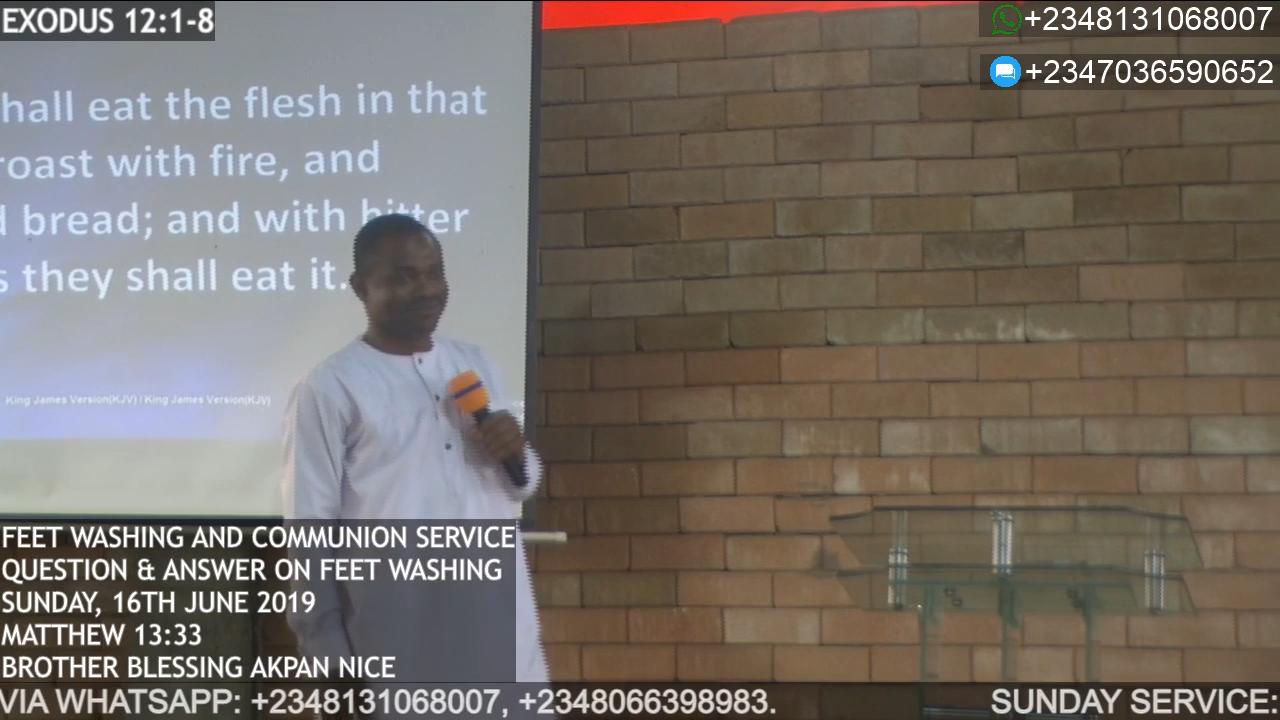 EXODUS 12:1-8
+2348131068007
+2347036590652
hall eat the flesh in that
roast with fire, and
bread; and with bitter
s they shall eat it.
King James Version(KJV) / King James Version(KJV)
FEET WASHING AND COMMUNION SERVICE
QUESTION & ANSWER ON FEET WASHING
SUNDAY, 16TH JUNE 2019
MATTHEW 13:33
BROTHER BLESSING AKPAN NICE
VIA WHATSAPP: +2348131068007, +2348066398983.
SUNDAY SERVICE: